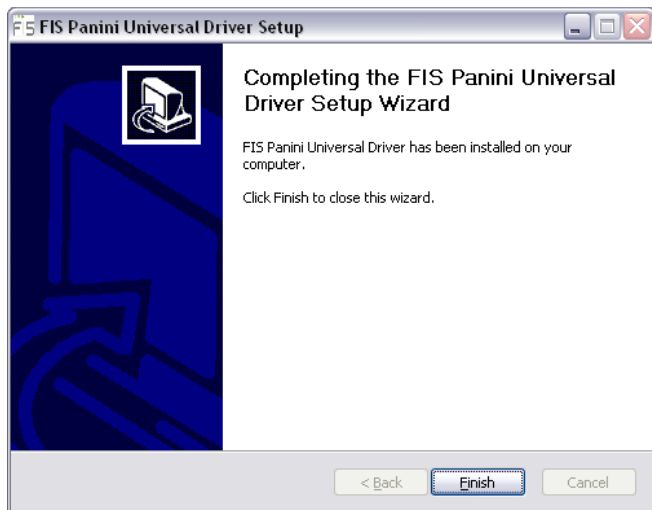 FIS FIS Panini Universal Driver Setup
Completing the FIS Panini Universal
Driver Setup Wizard
FIS Panini Universal Driver has been installed on your
computer.
Click Finish to close this wizard.
< Back Finish Cancel